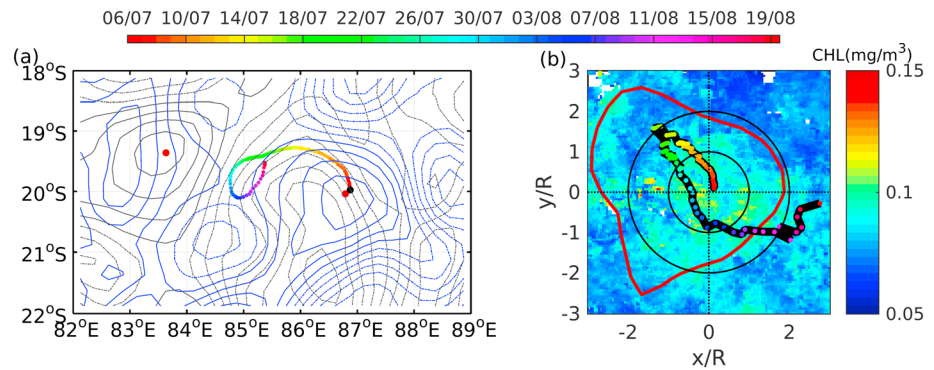 06/07 10/07 14/07 18/07 22/07 26/07 30/07 03/08 07/08 11/08 15/08 19/08
(a)
18°S
19°S
20°S
21°S
22°S
82°E 83°E 84°E 85°E 86°E 87°E 88°E 89°E
(b)
3
2
1
0
-1
-2
-3
y/R
-2 0 2
x/R
CHL(mg/m³)
0.15
0.1
0.05